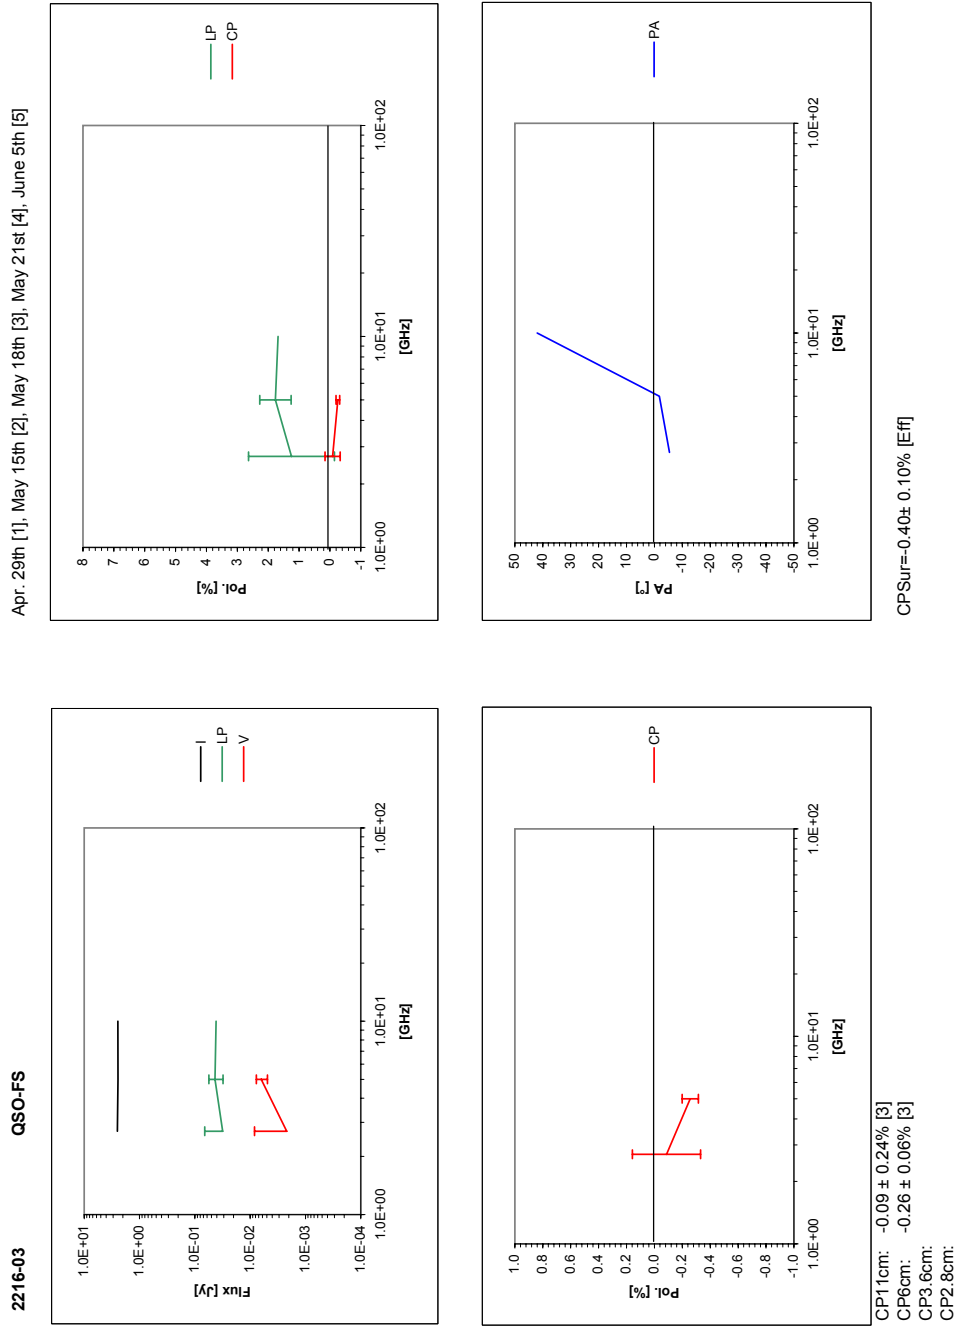 2216-03 QSO-FS Apr. 29th [1], May 15th [2], May 18th [3], May 21st [4], June 5th [5]
1.0E+01
1.0E+00
1.0E-01
1.0E-02
1.0E-03
1.0E-04
Flux [Jy]
1.0E+00 1.0E+01 1.0E+02
[GHz]
I
LP
V
8
7
6
5
4
3
2
1
0
-1
Pol. [%]
1.0E+00 1.0E+01 1.0E+02
[GHz]
LP
CP
1.0
0.8
0.6
0.4
0.2
0.0
-0.2
-0.4
-0.6
-0.8
-1.0
Pol. [%]
1.0E+00 1.0E+01 1.0E+02
[GHz]
CP
50
40
30
20
10
0
-10
-20
-30
-40
-50
PA [°]
1.0E+00 1.0E+01 1.0E+02
[GHz]
PA
CP11cm: -0.09 ± 0.24% [3]
CP6cm: -0.26 ± 0.06% [3]
CP3.6cm:
CP2.8cm:
CPSur=-0.40± 0.10% [Eff]